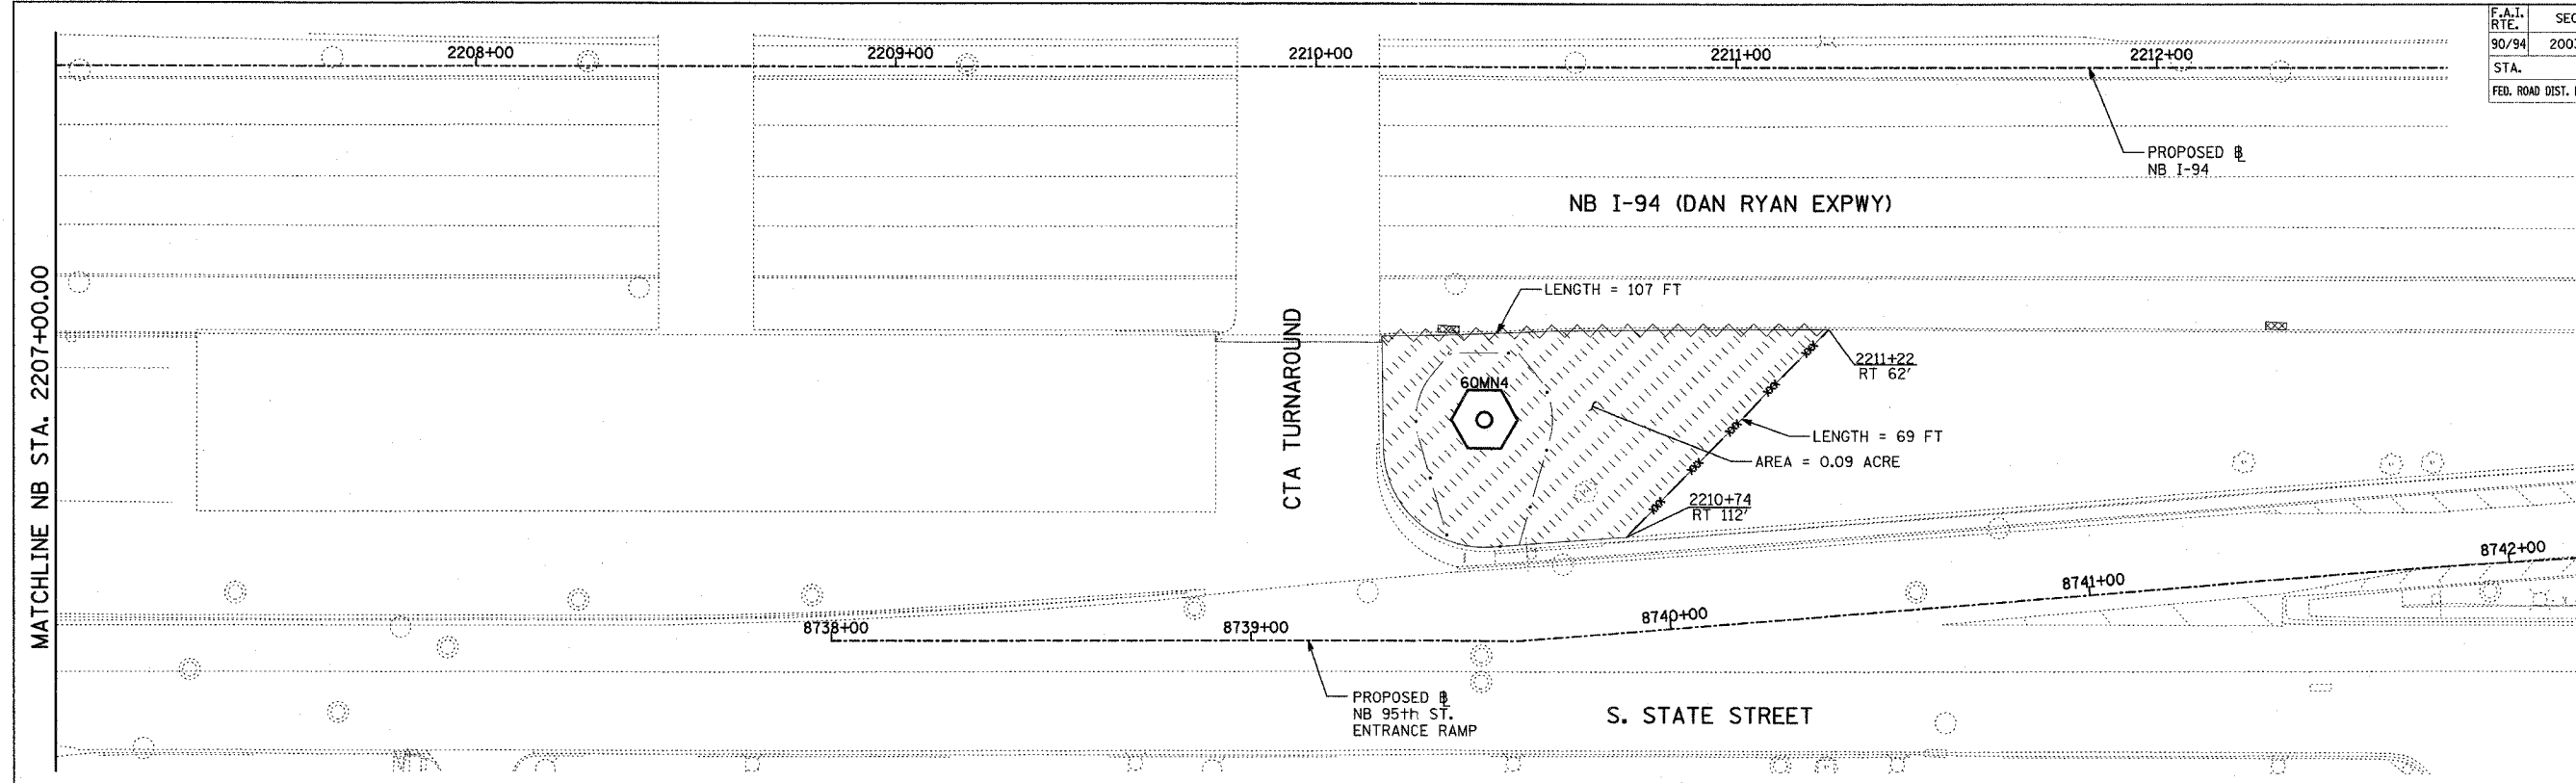 F.A.I.
RTE.
SEC
90/94
2003
STA.
FED. ROAD DIST.
2208+00
2209+00
2210+00
2211+00
2212+00
PROPOSED ⅊
NB I-94
NB I-94 (DAN RYAN EXPWY)
MATCHLINE NB STA. 2207+00.00
CTA TURNAROUND
LENGTH = 107 FT
6QMN4
2211+22
RT 62'
LENGTH = 69 FT
AREA = 0.09 ACRE
2210+74
RT 112'
8738+00
8739+00
8740+00
8741+00
8742+00
PROPOSED ⅊
NB 95th ST.
ENTRANCE RAMP
S. STATE STREET